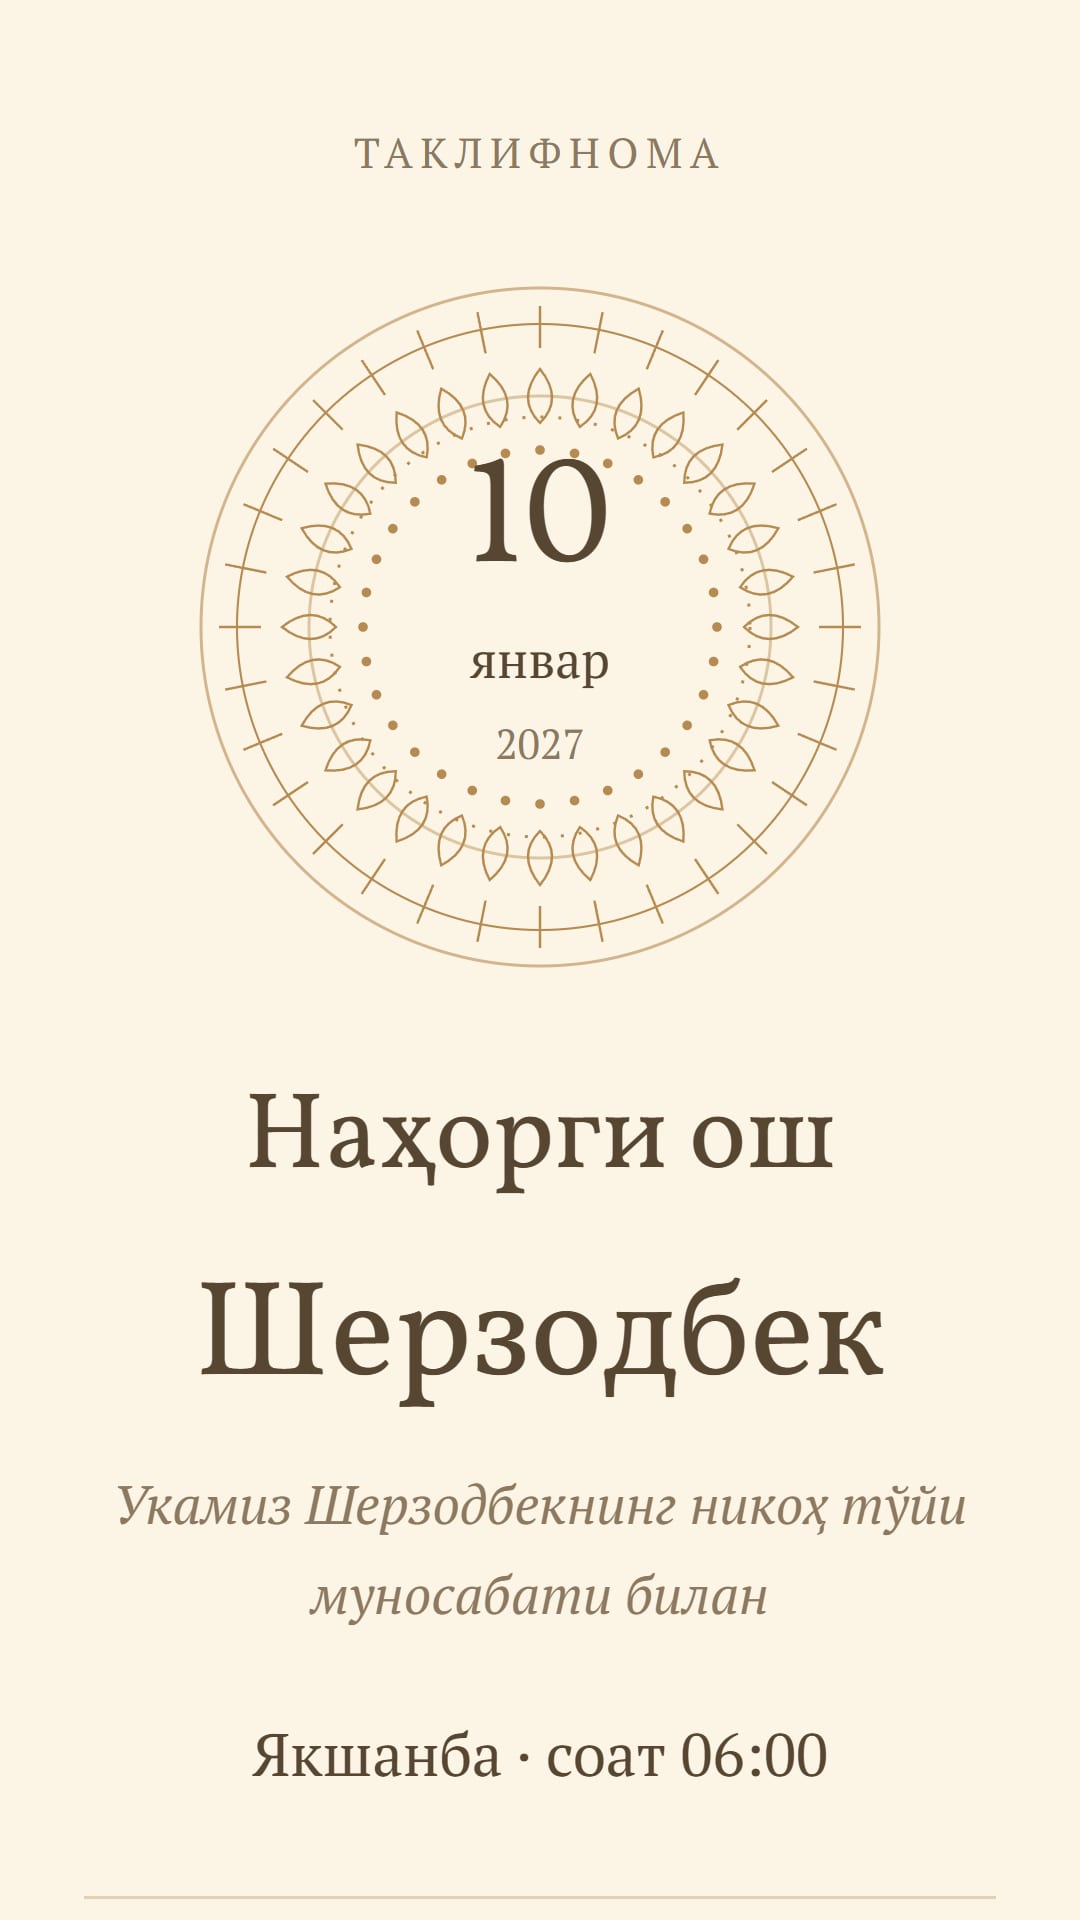 ТАКЛИФНОМА
10
январ
2027
Наҳорги ош
Шерзодбек
Укамиз Шерзодбекнинг никоҳ тўйи
муносабати билан
Якшанба · соат 06:00